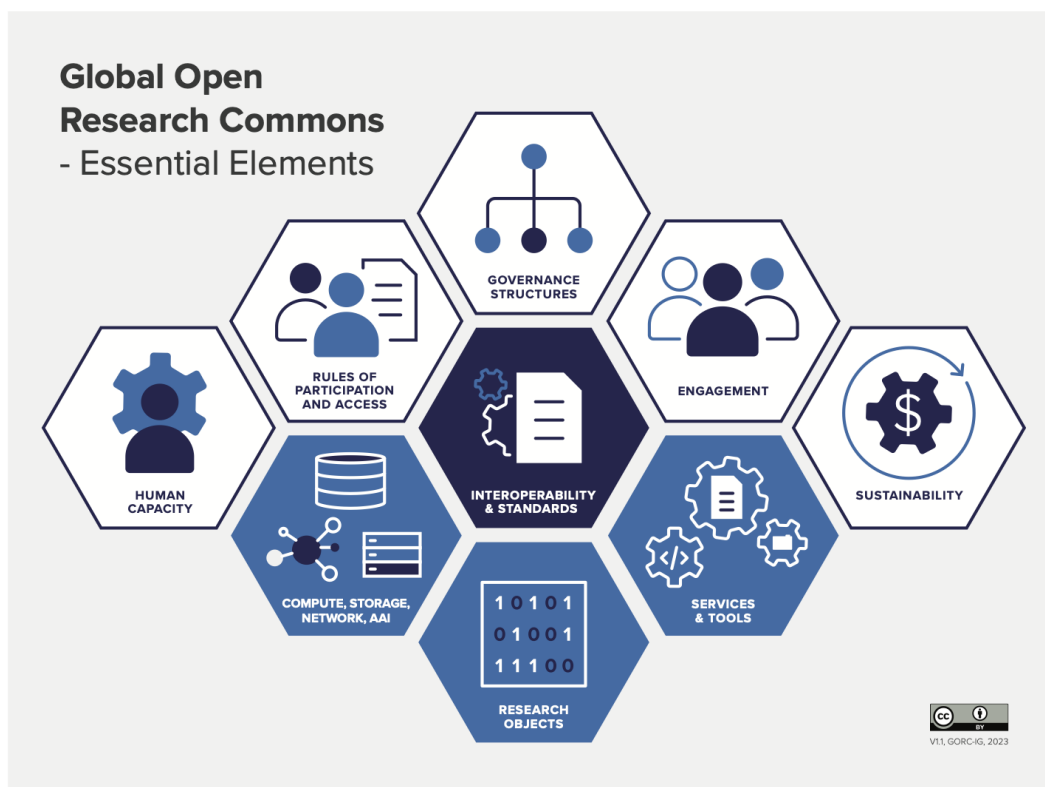 Global Open
Research Commons
- Essential Elements
GOVERNANCE
STRUCTURES
RULES OF
PARTICIPATION
AND ACCESS
ENGAGEMENT
HUMAN
CAPACITY
INTEROPERABILITY
& STANDARDS
$
SUSTAINABILITY
COMPUTE, STORAGE,
NETWORK, AAI
</>
SERVICES
& TOOLS
1 0 1 0 1
0 1 0 0 1
1 1 1 0 0
RESEARCH
OBJECTS
cc
BY
V1.1, GORC-IG, 2023